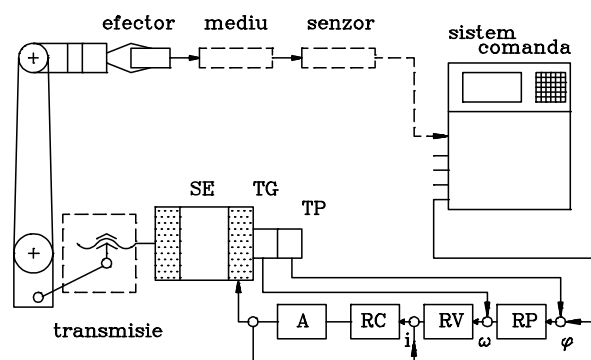 efector mediu senzor
sistem
comanda
SE TG
TP
transmisie
A RC RV RP
i ω φ